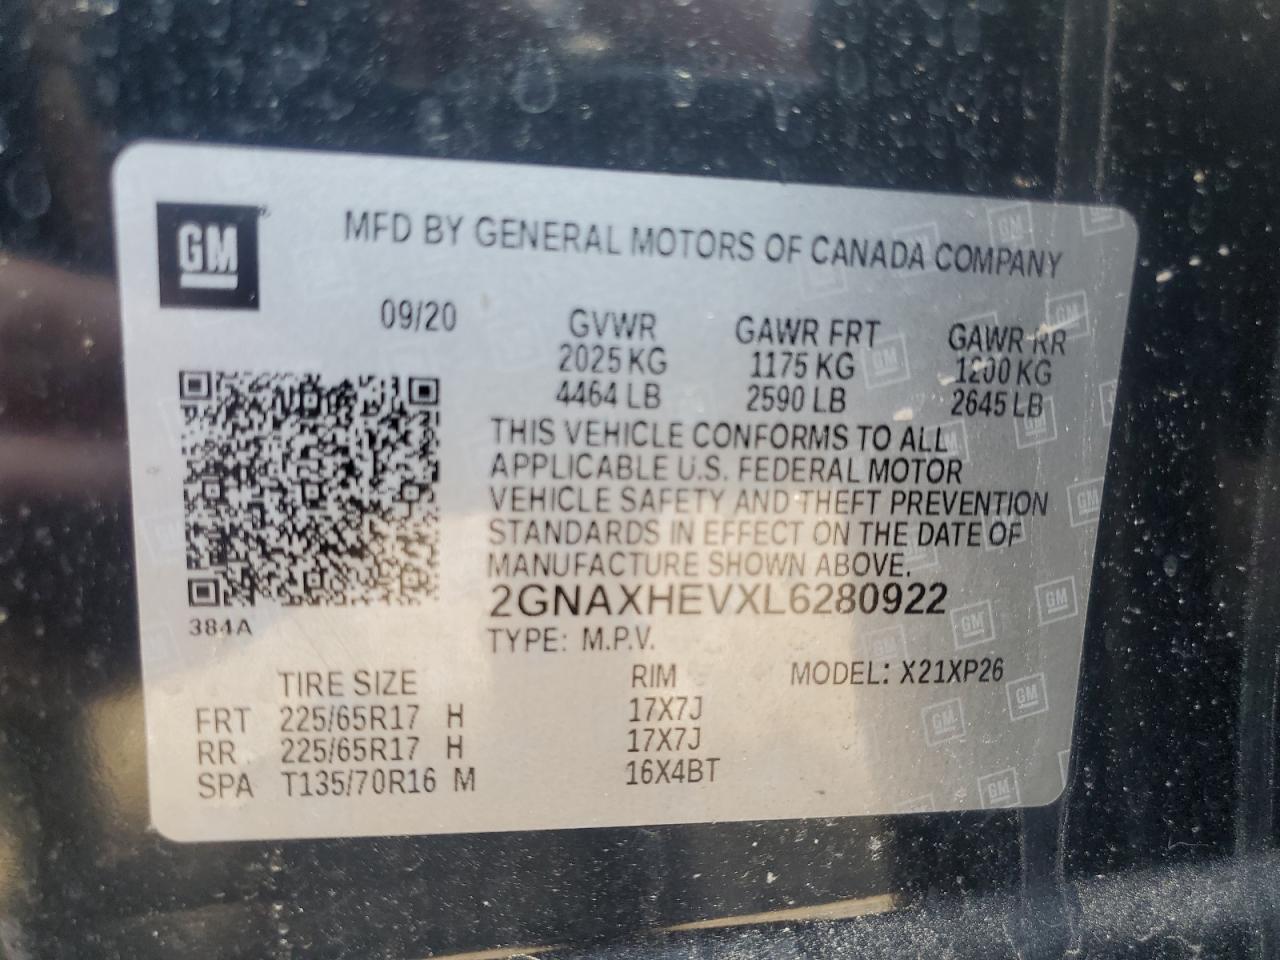 GM
MFD BY GENERAL MOTORS OF CANADA COMPANY
09/20
GVWR GAWR FRT GAWR RR
2025 KG 1175 KG 1200 KG
4464 LB 2590 LB 2645 LB
THIS VEHICLE CONFORMS TO ALL
APPLICABLE U.S. FEDERAL MOTOR
VEHICLE SAFETY AND THEFT PREVENTION
STANDARDS IN EFFECT ON THE DATE OF
MANUFACTURE SHOWN ABOVE.
2GNAXHEVXL6280922
384A
TYPE: M.P.V.
TIRE SIZE RIM MODEL: X21XP26
FRT 225/65R17 H 17X7J
RR 225/65R17 H 17X7J
SPA T135/70R16 M 16X4BT